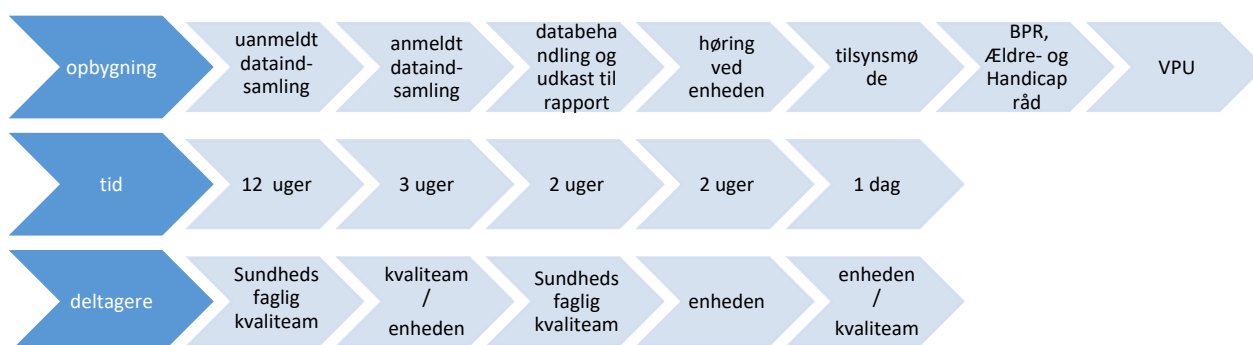 opbygning
uanmeldt
dataind-
samling
anmeldt
dataind-
samling
databeha
ndling og
udkast til
rapport
høring
ved
enheden
tilsynsmø
de
BPR,
Ældre- og
Handicap
råd
VPU
tid
12 uger
3 uger
2 uger
2 uger
1 dag
deltagere
Sundheds
faglig
kvaliteam
kvaliteam
/
enheden
Sundheds
faglig
kvaliteam
enheden
enheden
/
kvaliteam